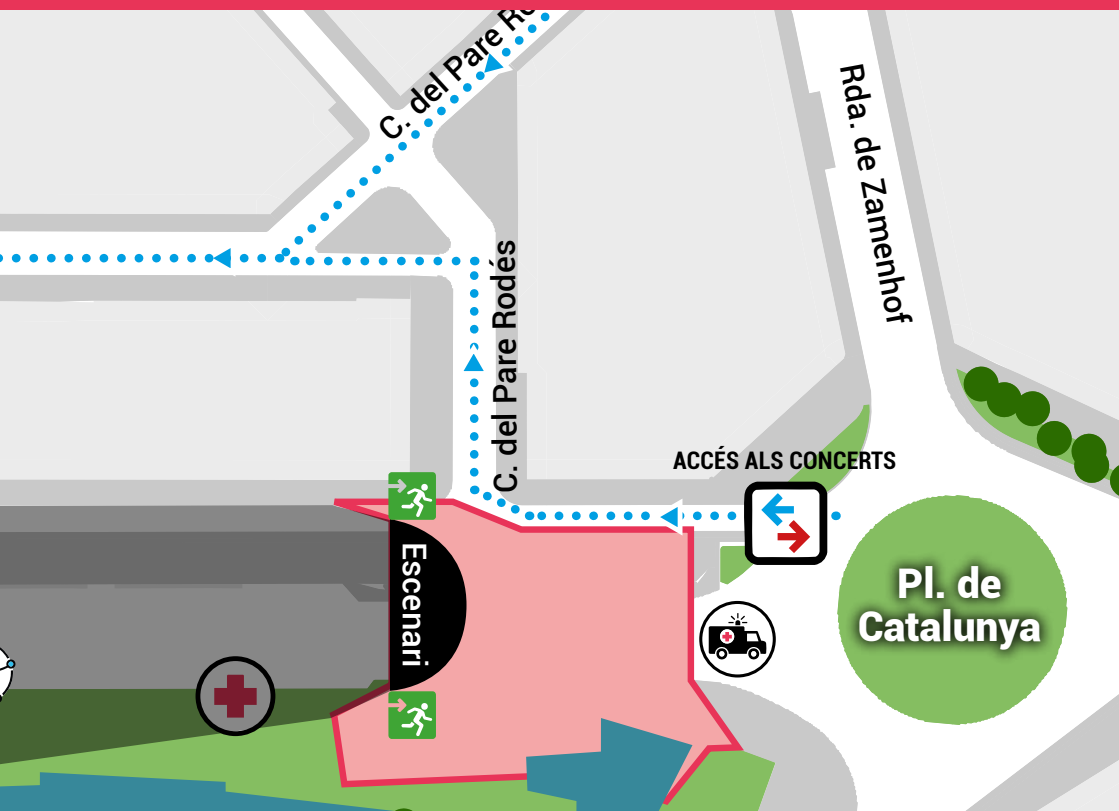 C. del Pare Ro
Rda. de Zamenhof
C. del Pare Rodés
ACCÉS ALS CONCERTS
Escenari
Pl. de
Catalunya